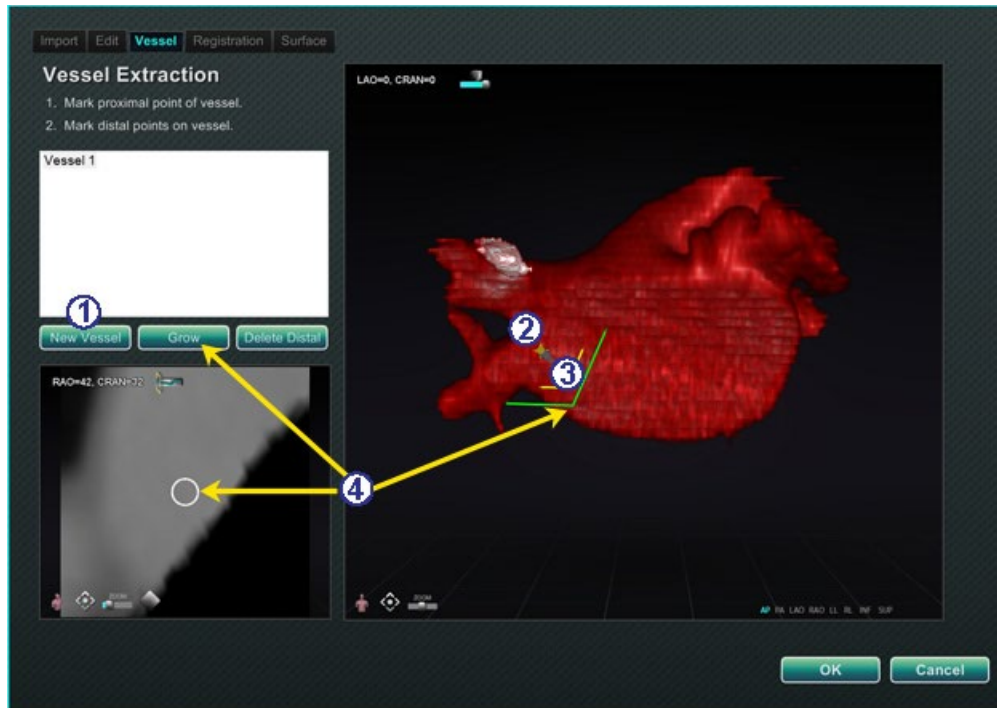 Import Edit Vessel Registration Surface
Vessel Extraction
1. Mark proximal point of vessel.
2. Mark distal points on vessel.
Vessel 1
1
New Vessel Grow Delete Distal
RAO=42, CRAN=32
ZOOM
LAO=0, CRAN=0
2
3
4
ZOOM
AP PA LAO RAO LL RL INF SUP
OK Cancel